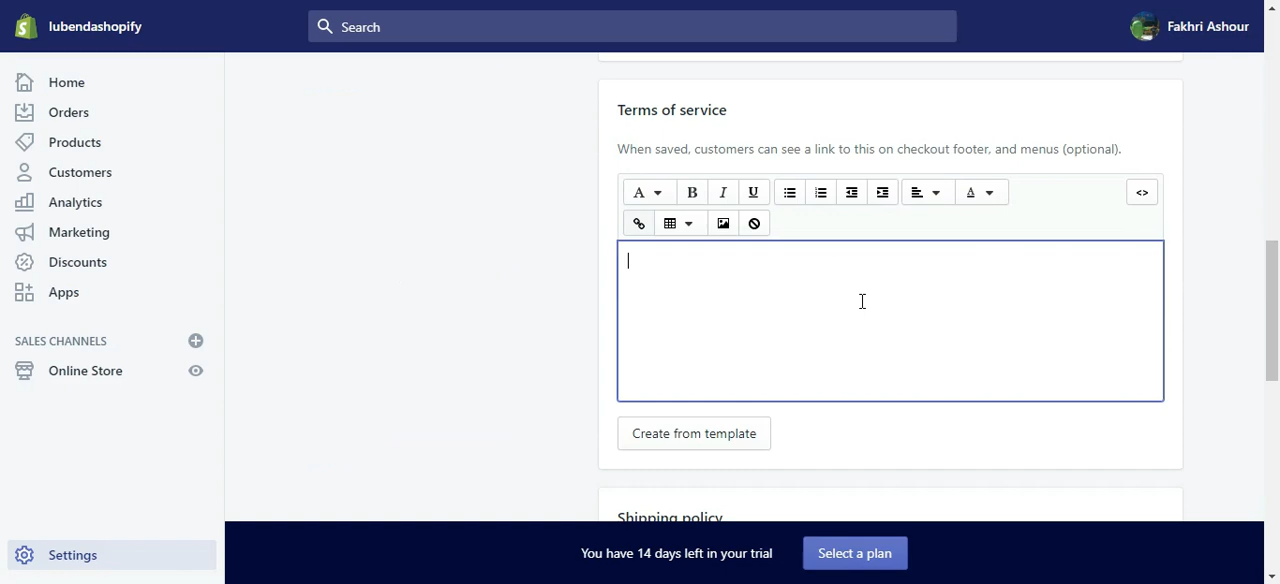 lubendashopify
Search
Fakhri Ashour
Home
Orders
Products
Customers
Analytics
Marketing
Discounts
Apps
SALES CHANNELS
Online Store
Settings
Terms of service
When saved, customers can see a link to this on checkout footer, and menus (optional).
A B I U A <>
Create from template
Shipping policy
You have 14 days left in your trial
Select a plan